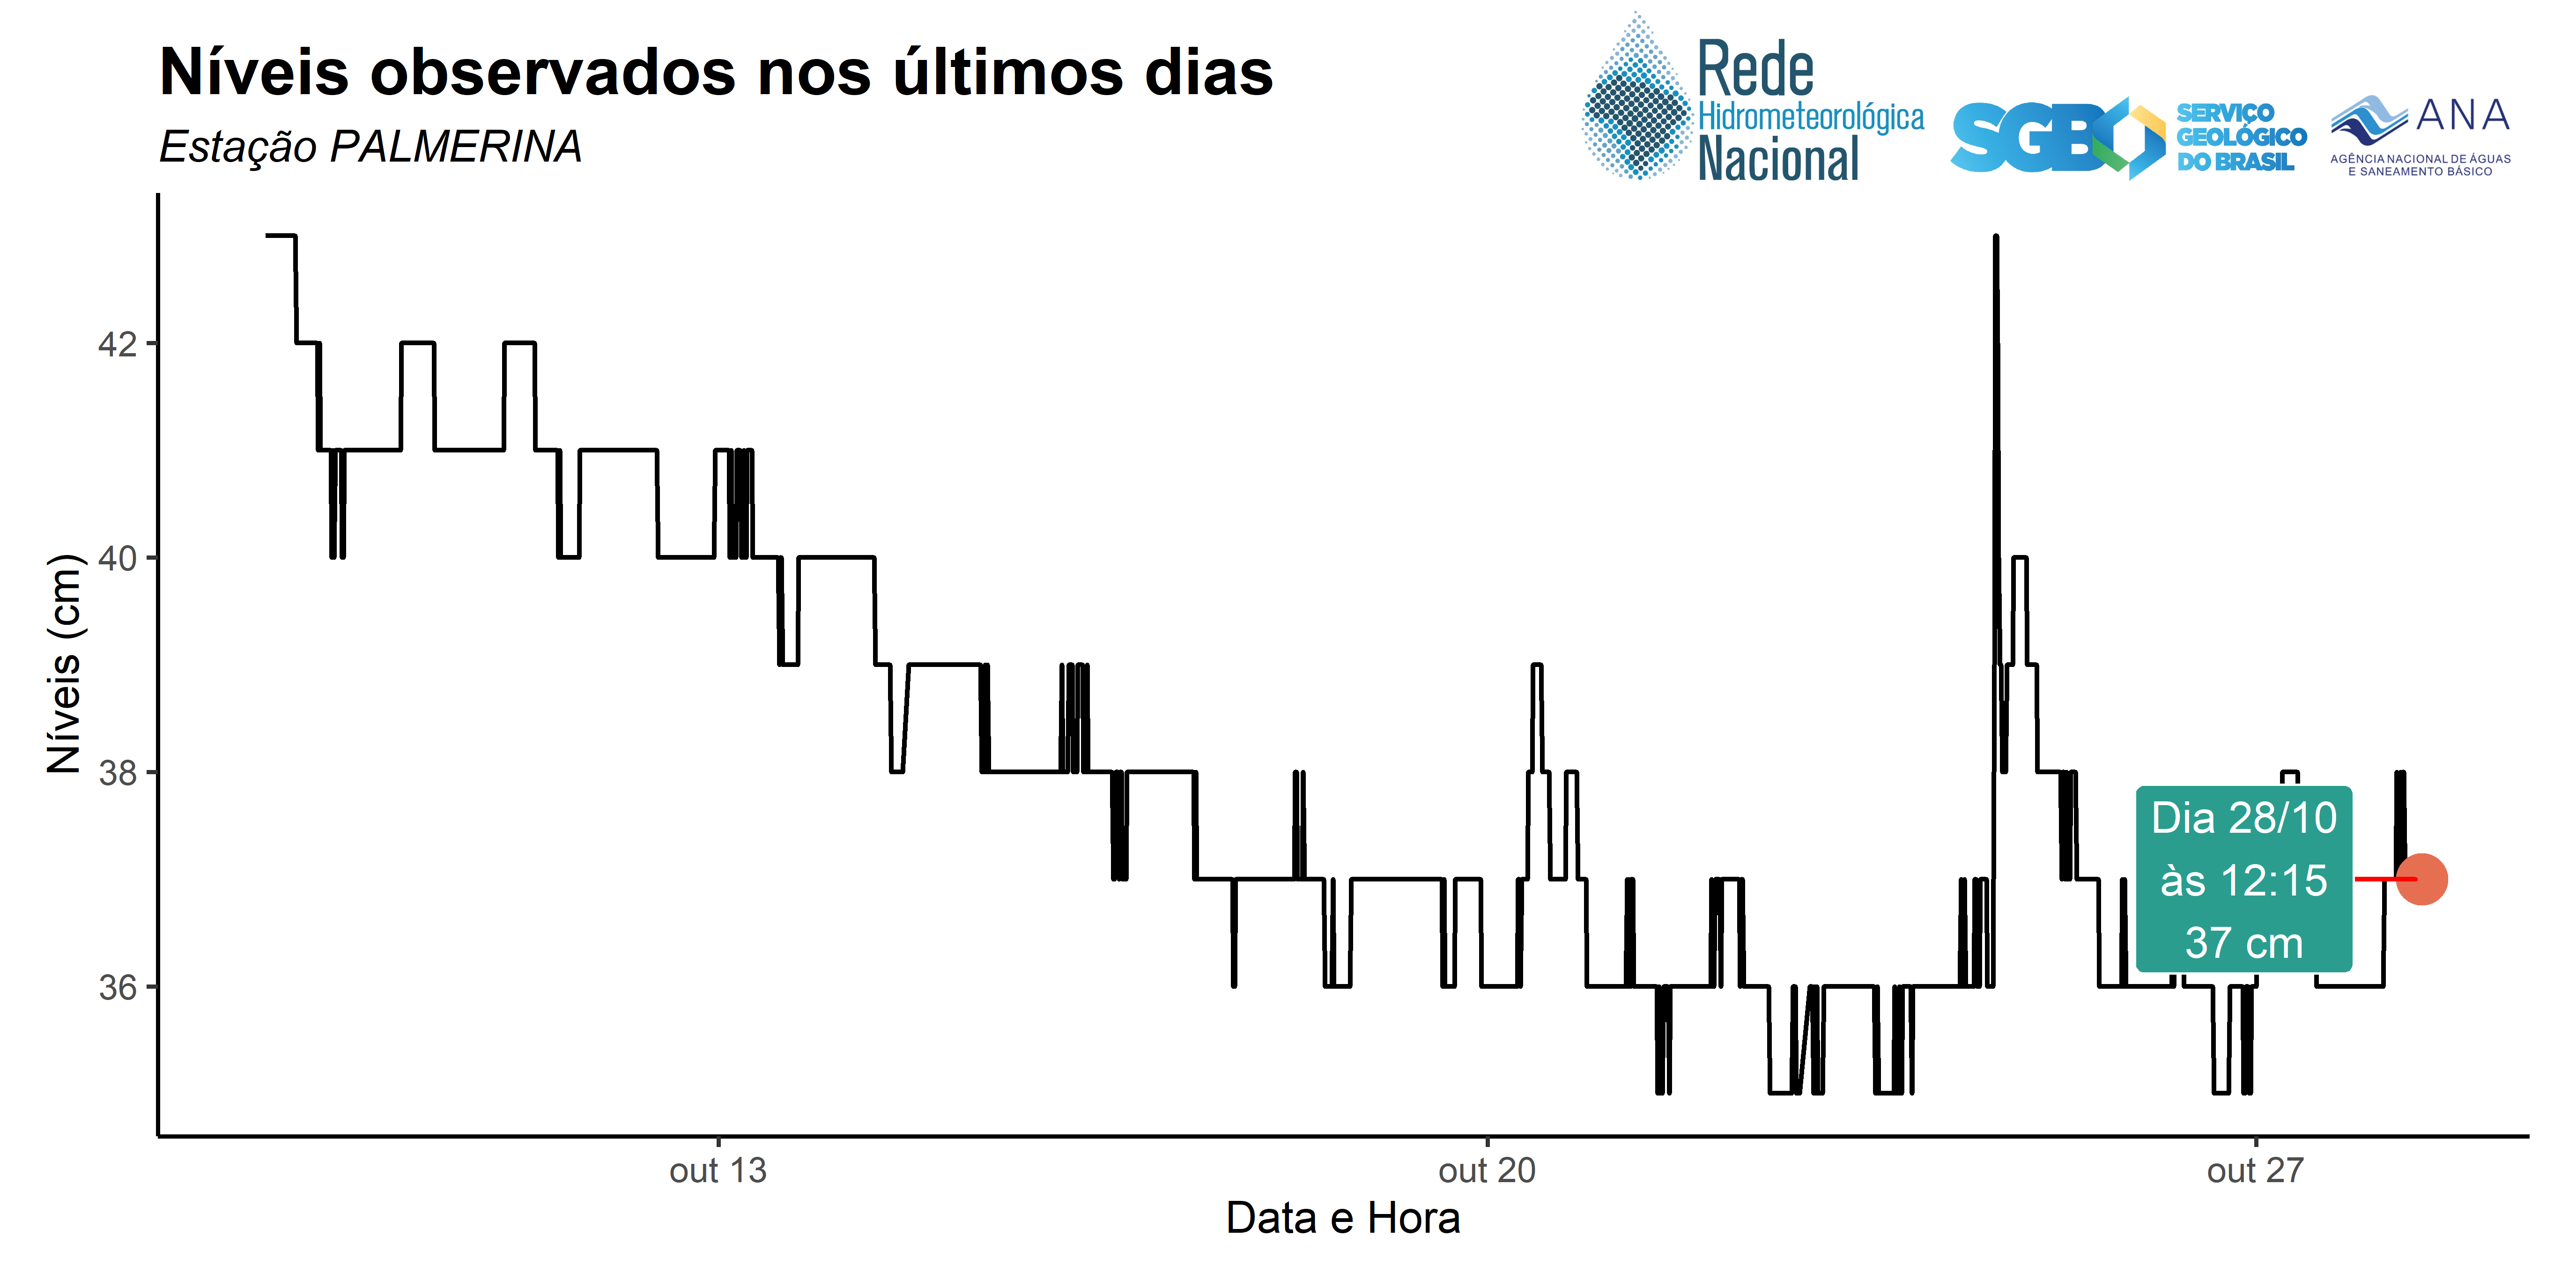 Níveis observados nos últimos dias
Estação PALMERINA
Rede
Hidrometeorológica
Nacional
SGB
SERVIÇO
GEOLÓGICO
DO BRASIL
ANA
AGÊNCIA NACIONAL DE ÁGUAS
E SANEAMENTO BÁSICO
Níveis (cm)
42
40
38
36
Dia 28/10
às 12:15
37 cm
out 13
out 20
out 27
Data e Hora